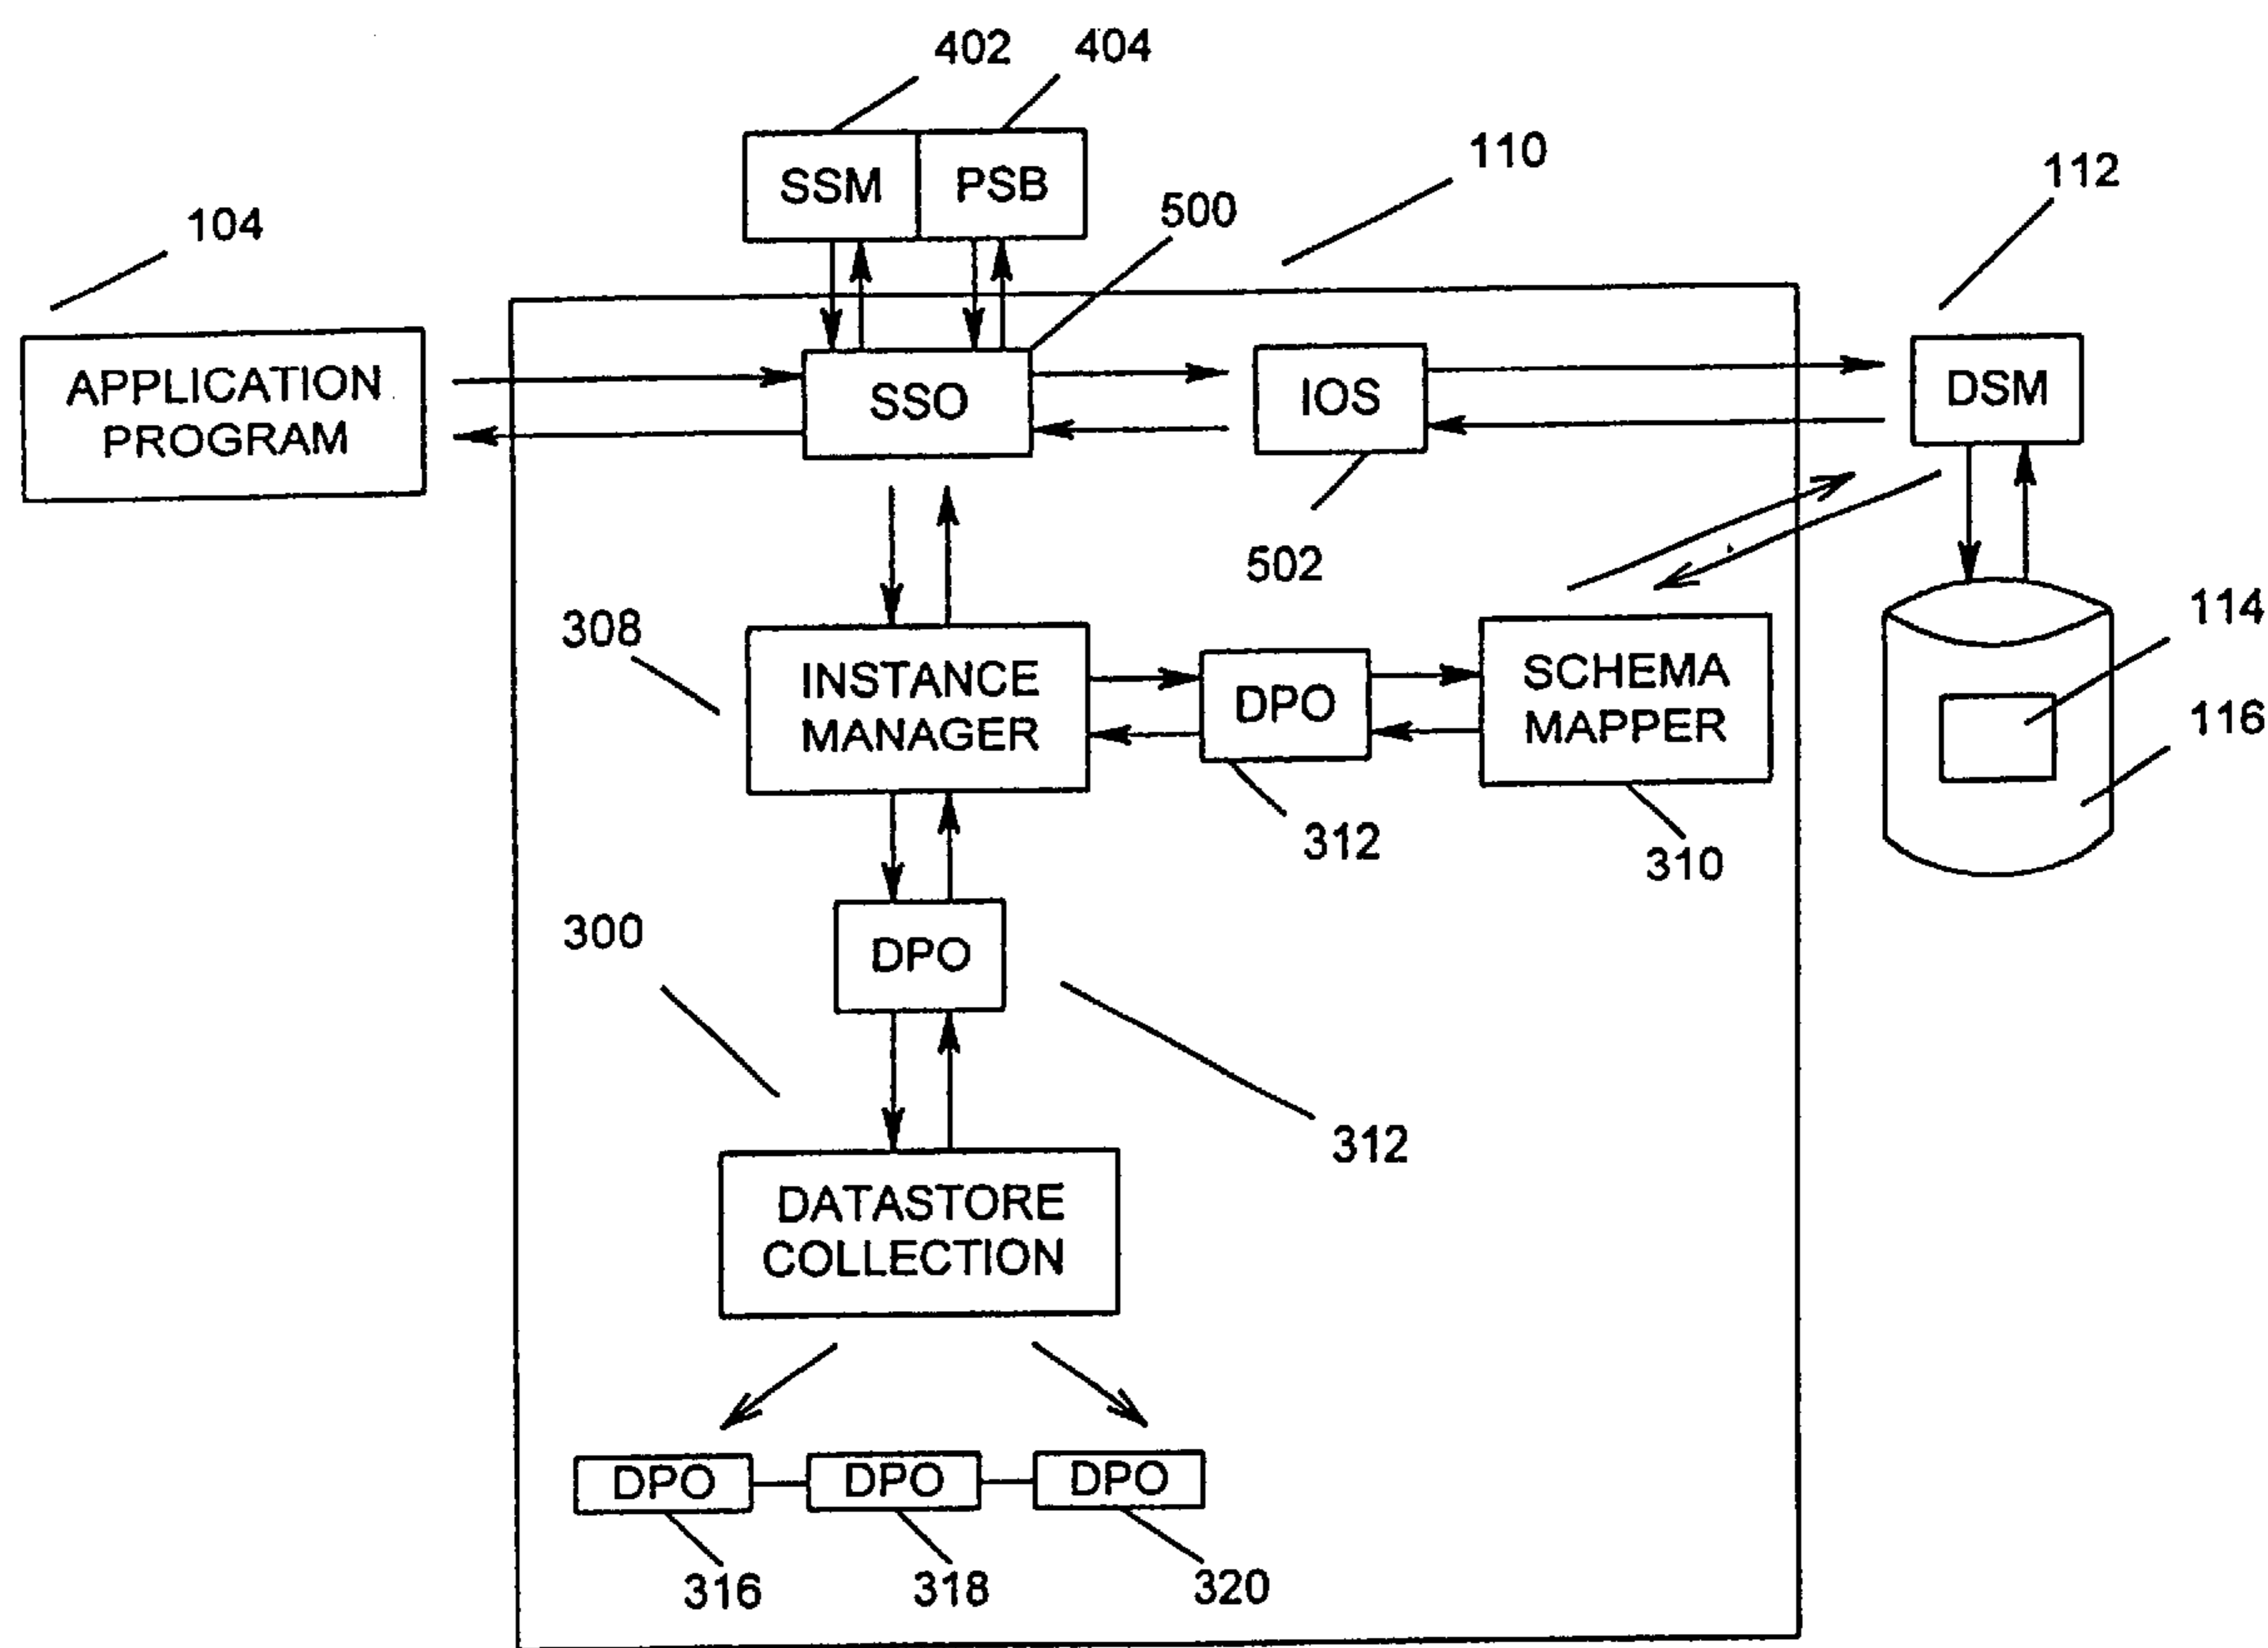 402
404
110
112
SSM
PSB
104
500
APPLICATION
PROGRAM
SSO
IOS
DSM
502
308
INSTANCE
MANAGER
DPO
SCHEMA
MAPPER
114
116
312
310
300
DPO
312
DATASTORE
COLLECTION
DPO
DPO
DPO
316
318
320